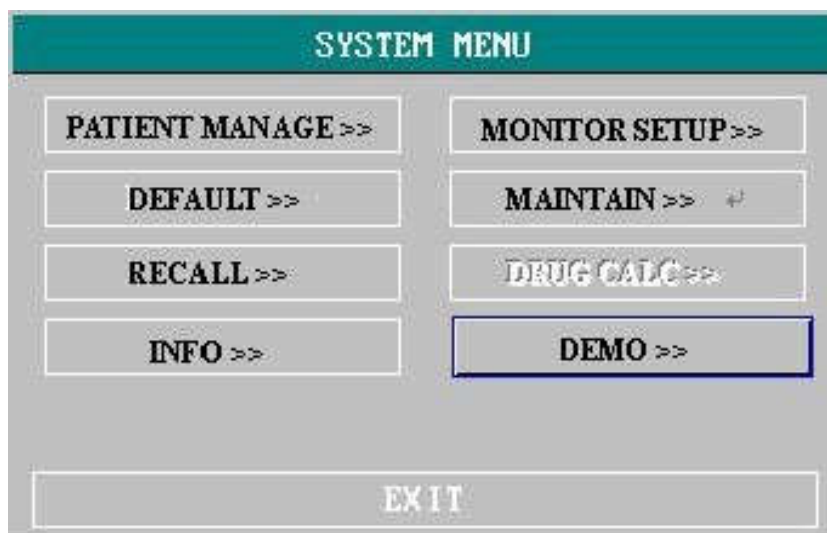 SYSTEM MENU
PATIENT MANAGE >>
MONITOR SETUP >>
DEFAULT >>
MAINTAIN >> ↵
RECALL >>
DRUG CALC >>
INFO >>
DEMO >>
EXIT